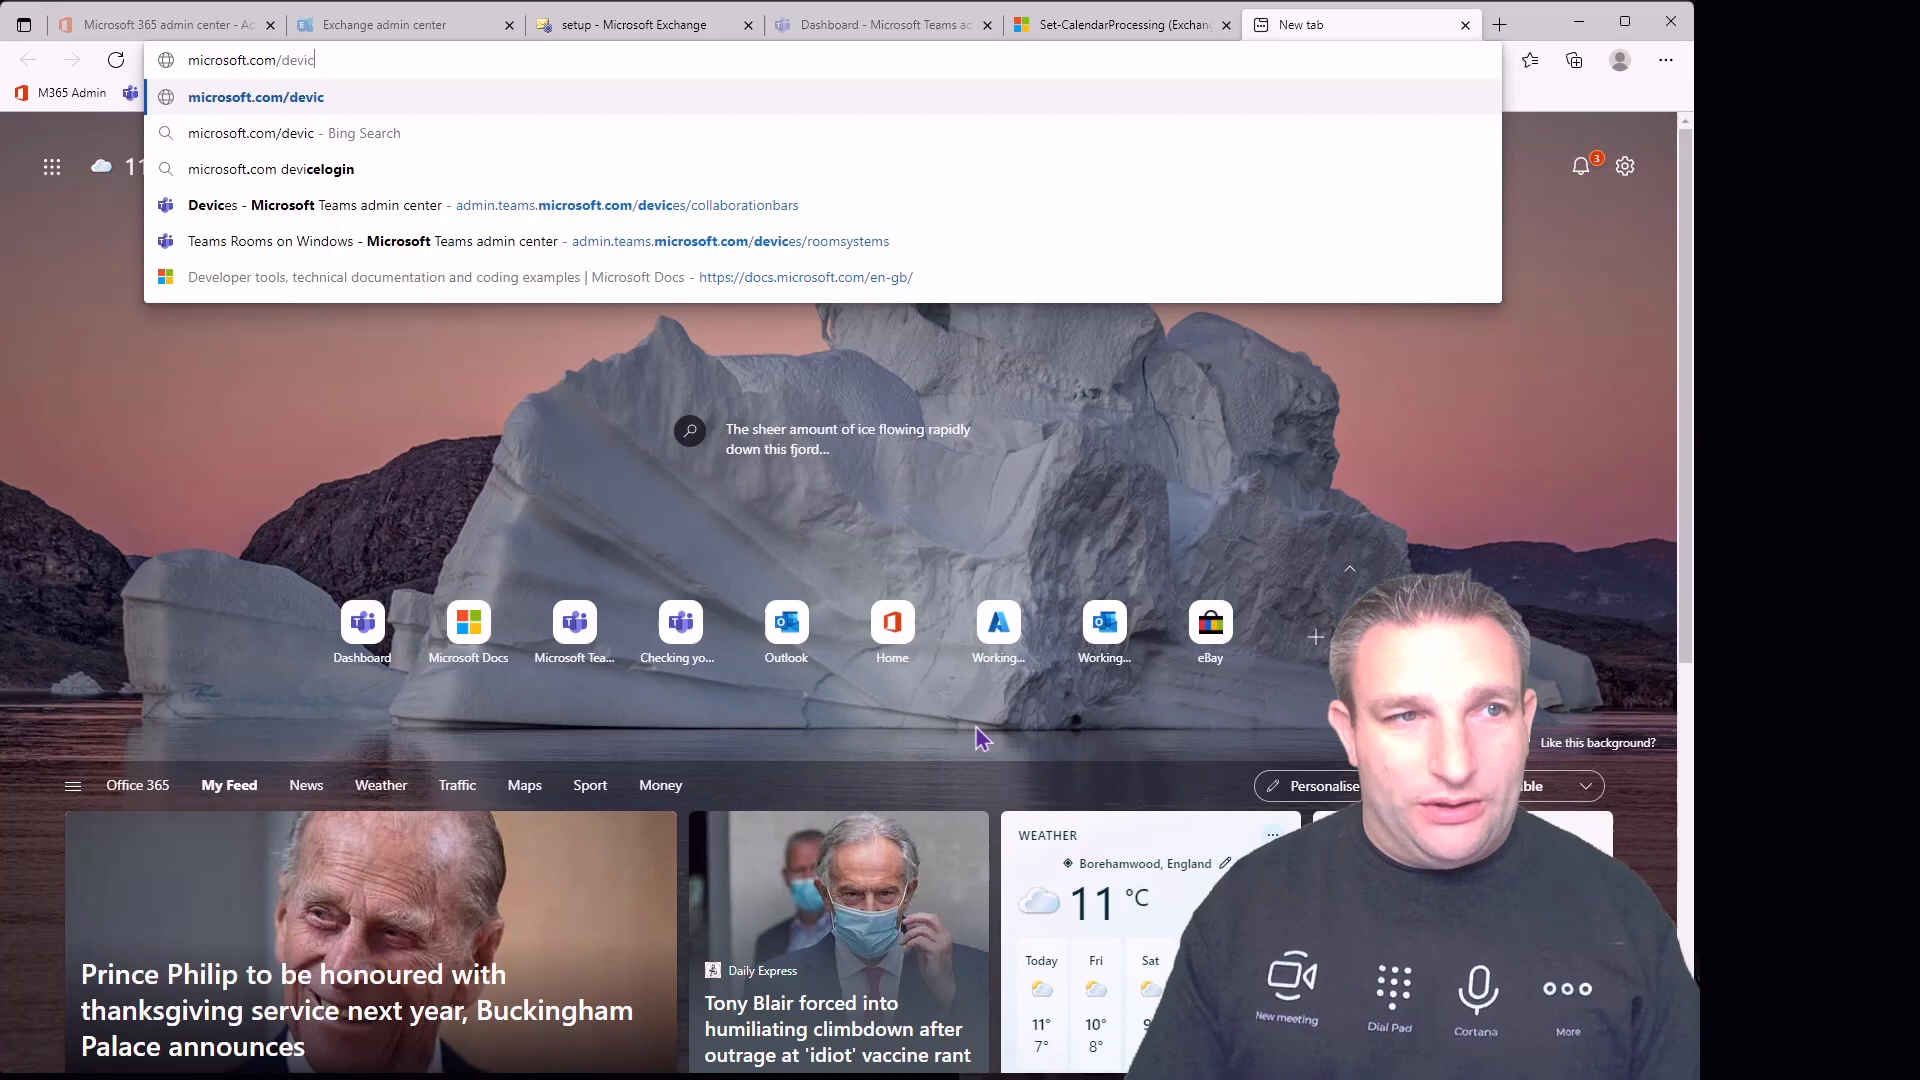 Microsoft 365 admin center - Ac
Exchange admin center
setup - Microsoft Exchange
Dashboard - Microsoft Teams ad
Set-CalendarProcessing (Exchang
New tab
microsoft.com/devic
M365 Admin
microsoft.com/devic
microsoft.com/devic - Bing Search
microsoft.com devicelogin
Devices - Microsoft Teams admin center - admin.teams.microsoft.com/devices/collaborationbars
Teams Rooms on Windows - Microsoft Teams admin center - admin.teams.microsoft.com/devices/roomsystems
Developer tools, technical documentation and coding examples | Microsoft Docs - https://docs.microsoft.com/en-gb/
11
3
The sheer amount of ice flowing rapidly
down this fjord...
Dashboard
Microsoft Docs
Microsoft Tea...
Checking yo...
Outlook
Home
Working...
Working...
eBay
Like this background?
Office 365
My Feed
News
Weather
Traffic
Maps
Sport
Money
Personalise
ble
Prince Philip to be honoured with
thanksgiving service next year, Buckingham
Palace announces
Daily Express
Tony Blair forced into
humiliating climbdown after
outrage at 'idiot' vaccine rant
WEATHER
Borehamwood, England
11 °C
Today
Fri
Sat
11°
10°
9
7°
8°
New meeting
Dial Pad
Cortana
More